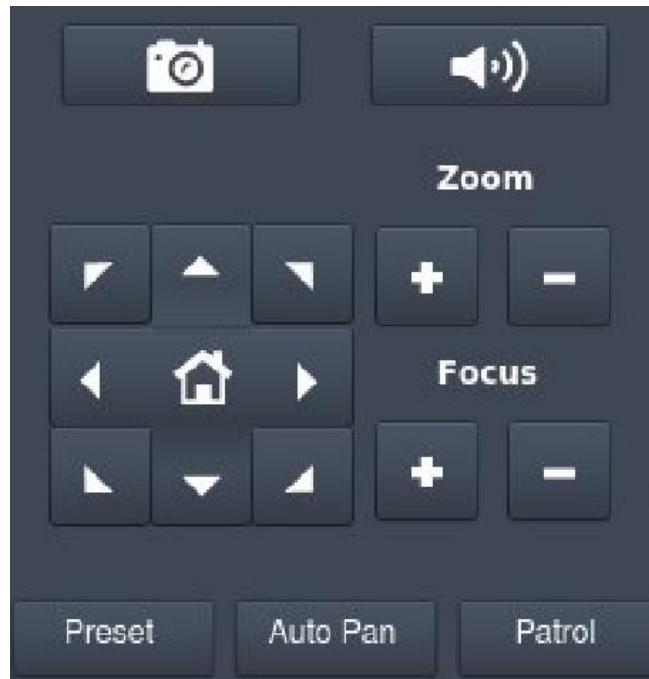 Zoom
+ -
Focus
+ -
Preset Auto Pan Patrol